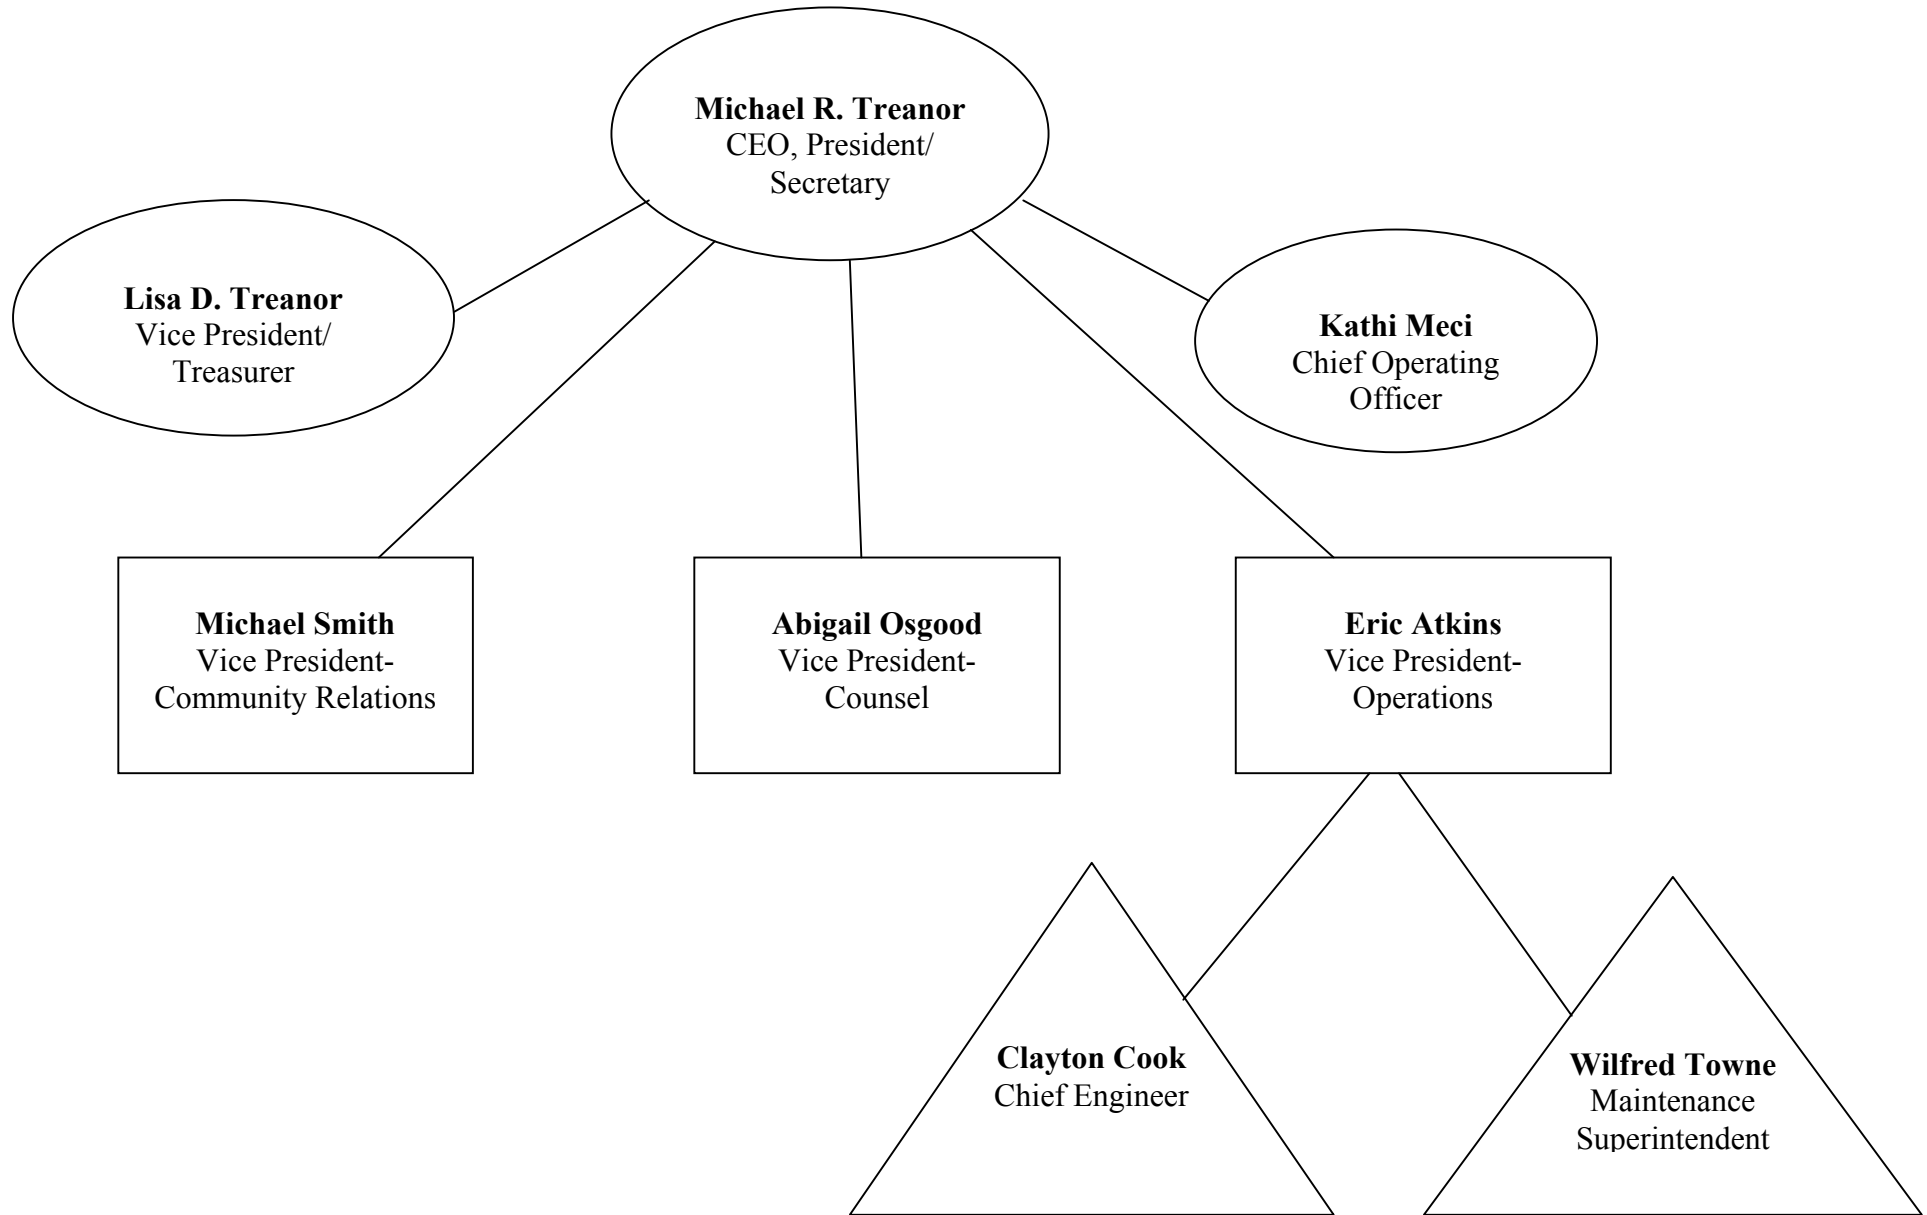 Michael R. Treanor
CEO, President/
Secretary
Lisa D. Treanor
Vice President/
Treasurer
Kathi Meci
Chief Operating
Officer
Michael Smith
Vice President-
Community Relations
Abigail Osgood
Vice President-
Counsel
Eric Atkins
Vice President-
Operations
Clayton Cook
Chief Engineer
Wilfred Towne
Maintenance
Superintendent